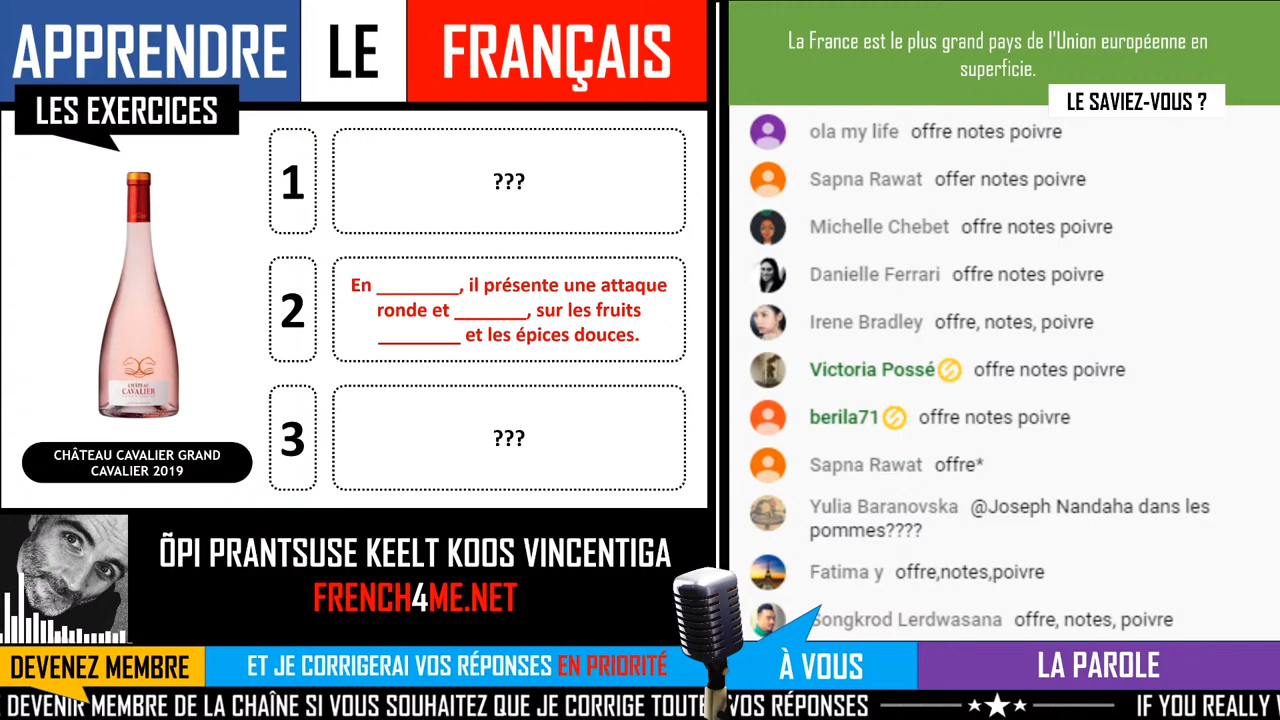 APPRENDRE LE FRANÇAIS
LES EXERCICES
1
???
2
En ________, il présente une attaque
ronde et _______, sur les fruits
________ et les épices douces.
3
???
CHÂTEAU
CAVALIER
CHÂTEAU CAVALIER GRAND
CAVALIER 2019
ÕPI PRANTSUSE KEELT KOOS VINCENTIGA
FRENCH4ME.NET
La France est le plus grand pays de l'Union européenne en
superficie.
LE SAVIEZ-VOUS ?
ola my life offre notes poivre
Sapna Rawat offer notes poivre
Michelle Chebet offre notes poivre
Danielle Ferrari offre notes poivre
Irene Bradley offre, notes, poivre
Victoria Possé offre notes poivre
berila71 offre notes poivre
Sapna Rawat offre*
Yulia Baranovska @Joseph Nandaha dans les
pommes????
Fatima y offre,notes,poivre
Songkrod Lerdwasana offre, notes, poivre
DEVENEZ MEMBRE
ET JE CORRIGERAI VOS RÉPONSES EN PRIORITÉ
À VOUS
LA PAROLE
DEVENIR MEMBRE DE LA CHAÎNE SI VOUS SOUHAITEZ QUE JE CORRIGE TOUTE VOS RÉPONSES IF YOU REALLY